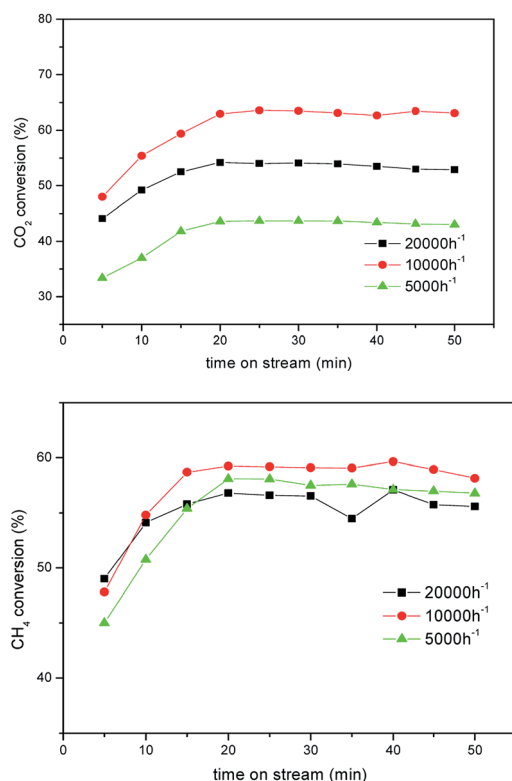 80
70
60
50
40
30
CO₂ conversion (%)
20000h⁻¹
10000h⁻¹
5000h⁻¹
0 10 20 30 40 50
time on stream (min)
60
50
40
CH₄ conversion (%)
20000h⁻¹
10000h⁻¹
5000h⁻¹
0 10 20 30 40 50
time on stream (min)